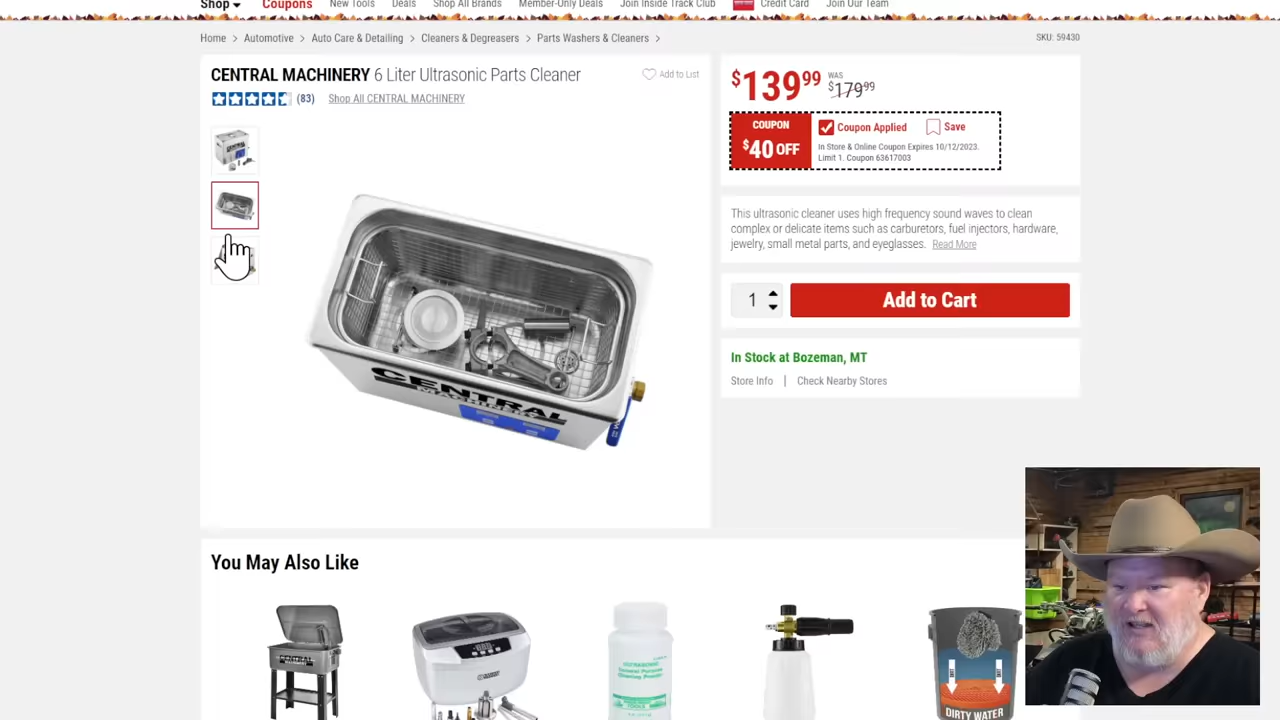 Shop
Coupons
New Tools
Deals
Shop All Brands
Member-Only Deals
Join Inside Track Club
Credit Card
Join Our Team
Home > Automotive > Auto Care & Detailing > Cleaners & Degreasers > Parts Washers & Cleaners >
SKU: 59430
CENTRAL MACHINERY 6 Liter Ultrasonic Parts Cleaner
Add to List
(83)
Shop All CENTRAL MACHINERY
$139 99
WAS
$179 99
COUPON
$40 OFF
Coupon Applied
Save
In Store & Online Coupon Expires 10/12/2023.
Limit 1. Coupon 63617003
This ultrasonic cleaner uses high frequency sound waves to clean
complex or delicate items such as carburetors, fuel injectors, hardware,
jewelry, small metal parts, and eyeglasses. Read More
1
Add to Cart
In Stock at Bozeman, MT
Store Info | Check Nearby Stores
CENTRAL
MACHINERY
You May Also Like
CENTRAL
ULTRASONIC
DIRTY WATER